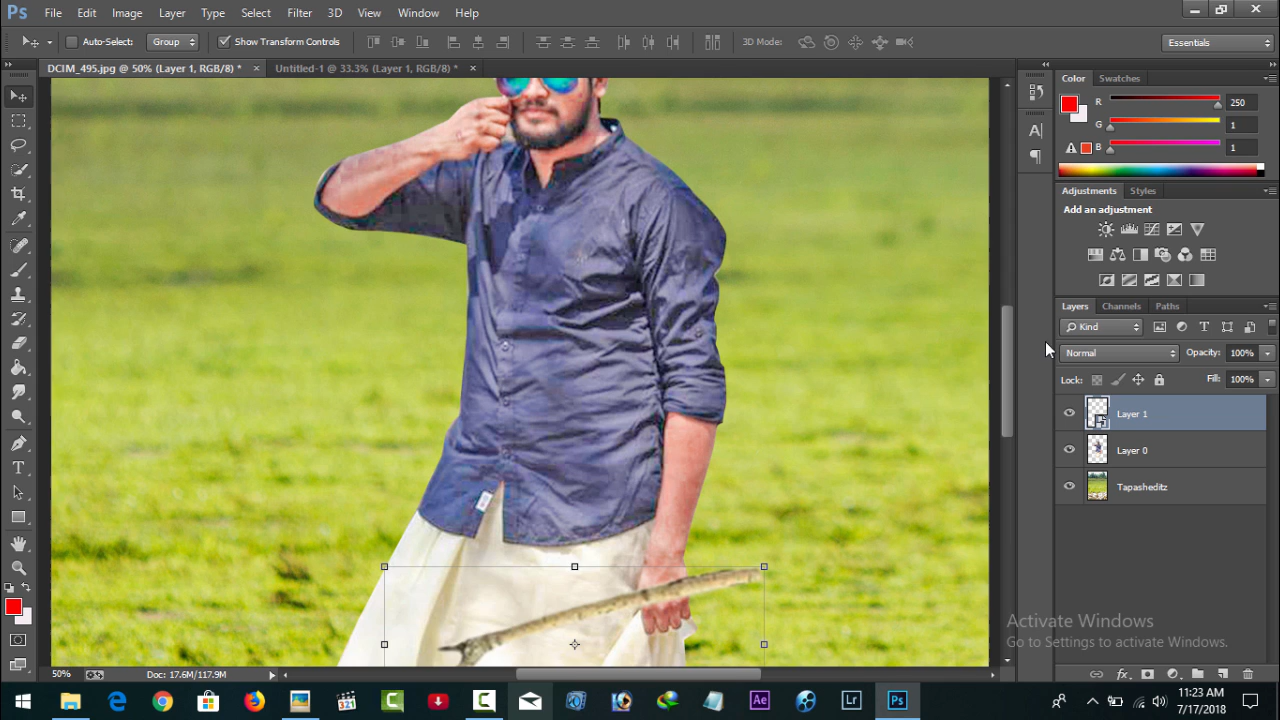 Ps File Edit Image Layer Type Select Filter 3D View Window Help
Auto-Select: Group Show Transform Controls 3D Mode: Essentials
DCIM_495.jpg @ 50% (Layer 1, RGB/8) * × Untitled-1 @ 33.3% (Layer 1, RGB/8) * ×
Color Swatches
R 250
G 1
B 1
Adjustments Styles
Add an adjustment
Layers Channels Paths
Kind
Normal Opacity: 100%
Lock: Fill: 100%
Layer 1
Layer 0
Tapasheditz
Activate Windows
Go to Settings to activate Windows.
50% Doc: 17.6M/117.9M
321 Ae Lr Ps
11:23 AM
7/17/2018